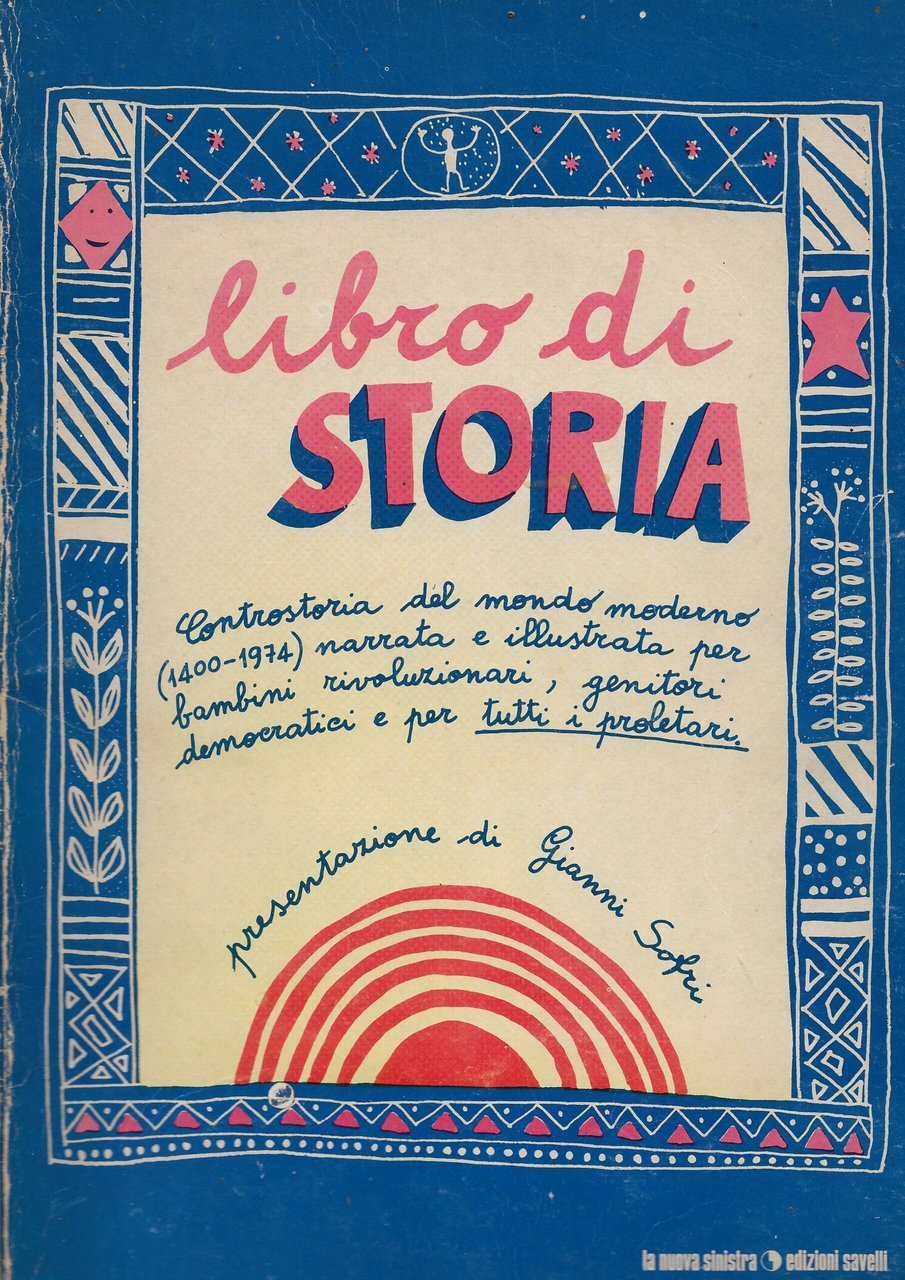 libro di
STORIA
Controstoria del mondo moderno
(1400-1974) narrata e illustrata per
bambini rivoluzionari, genitori
democratici e per tutti i proletari.
presentazione di Gianni Sofri
la nuova sinistra edizioni savelli